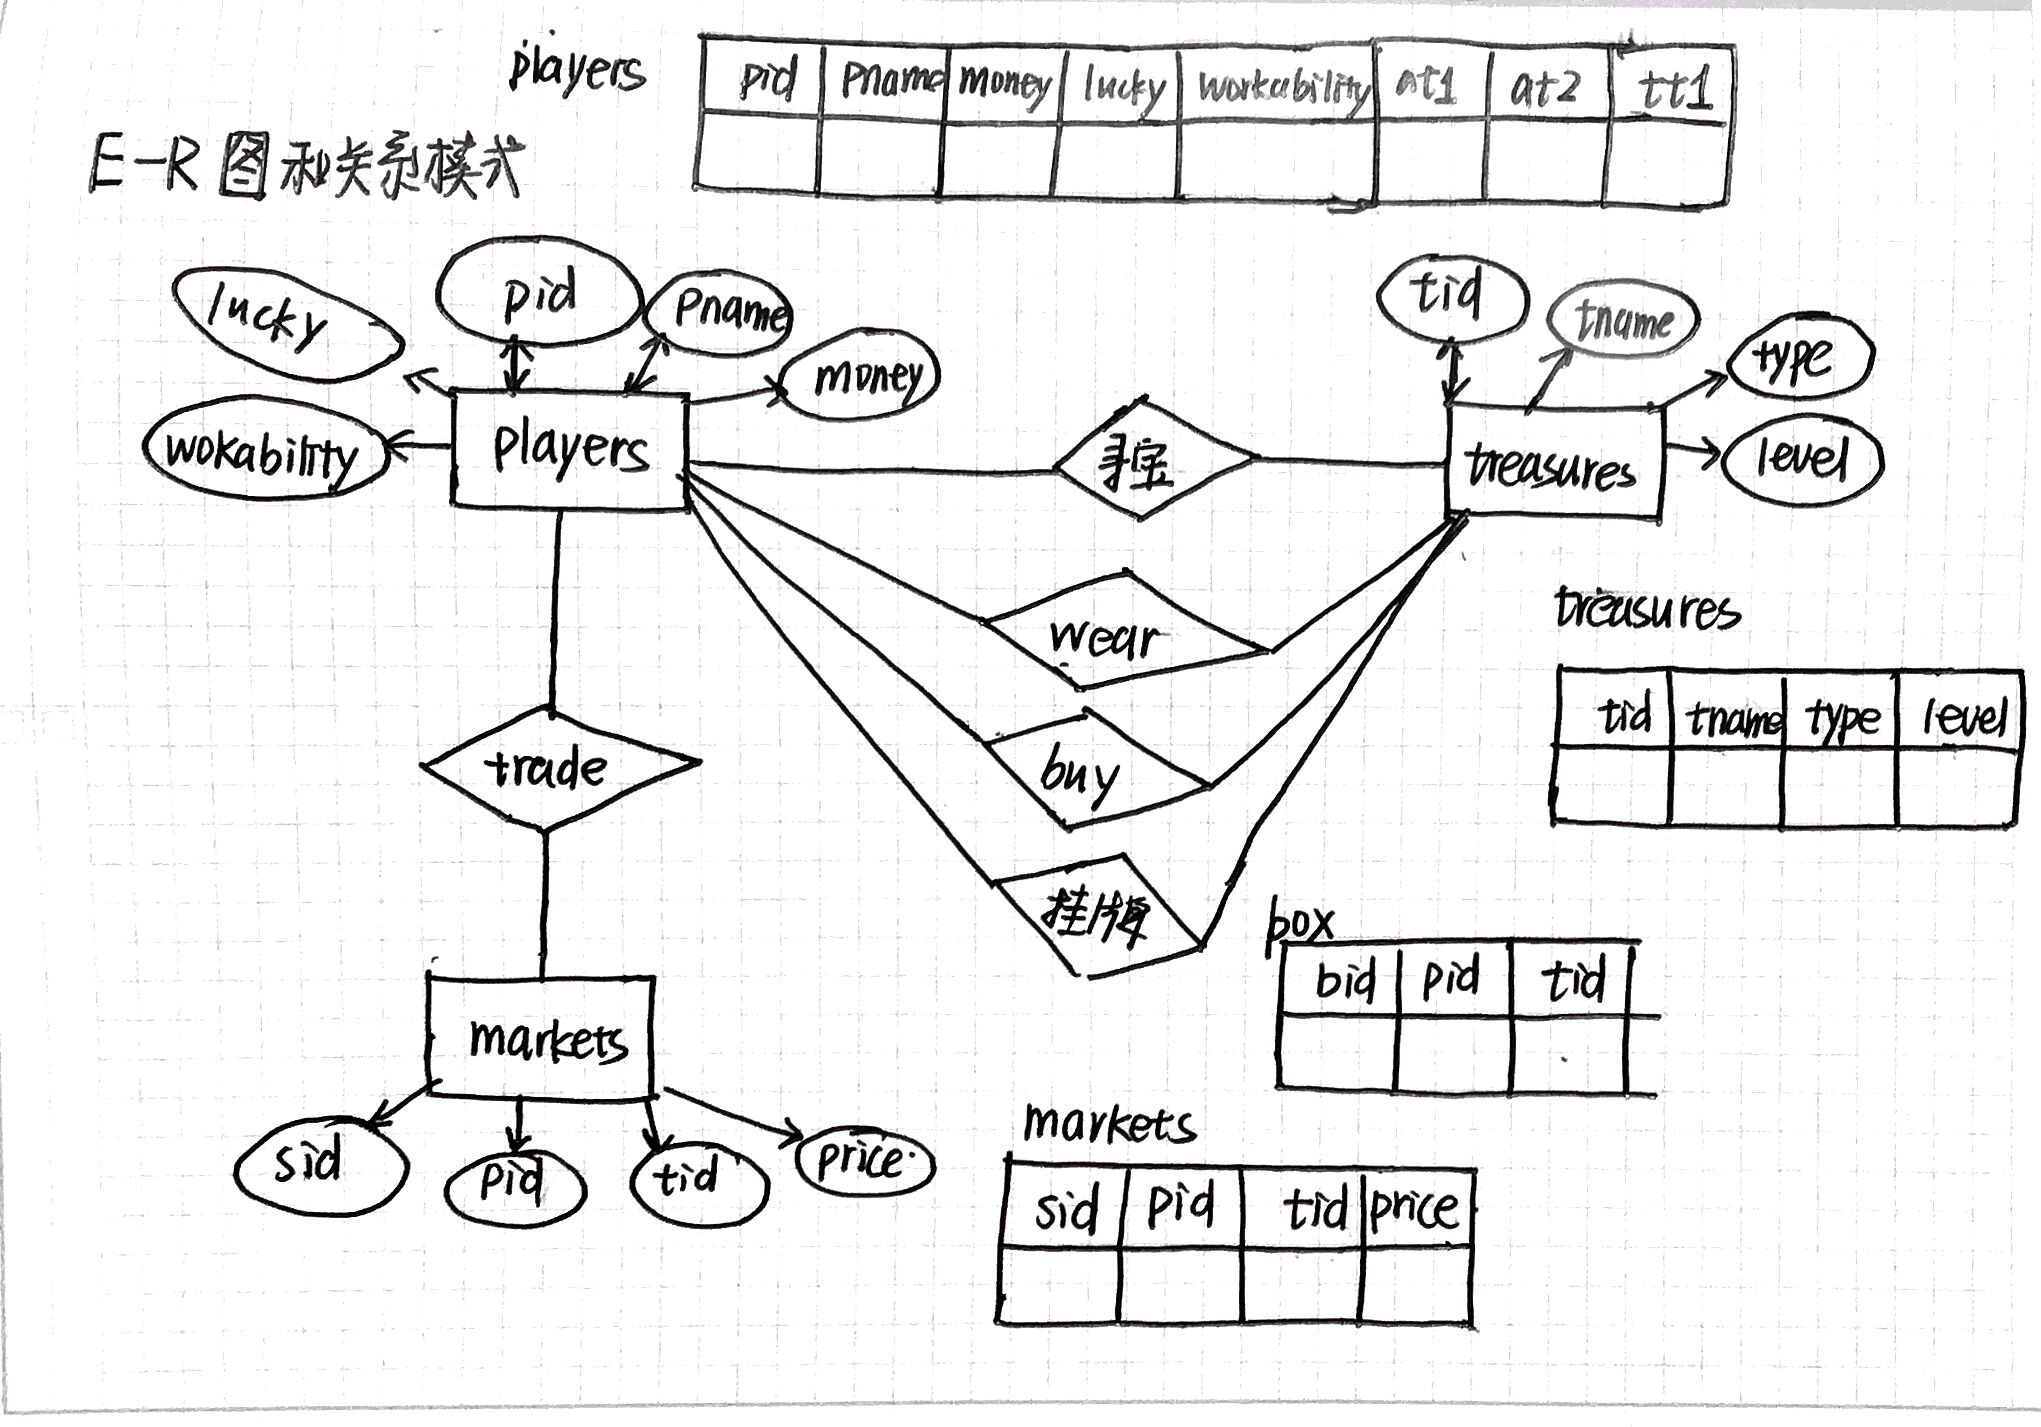 players
pid pname money lucky workability at1 at2 tt1
E-R图和关系模式
lucky
pid
pname
money
wokability
players
tid
tname
type
level
treasures
寻宝
wear
buy
挂牌
trade
markets
sid
pid
tid
price
treasures
tid tname type level
box
bid pid tid
markets
sid pid tid price